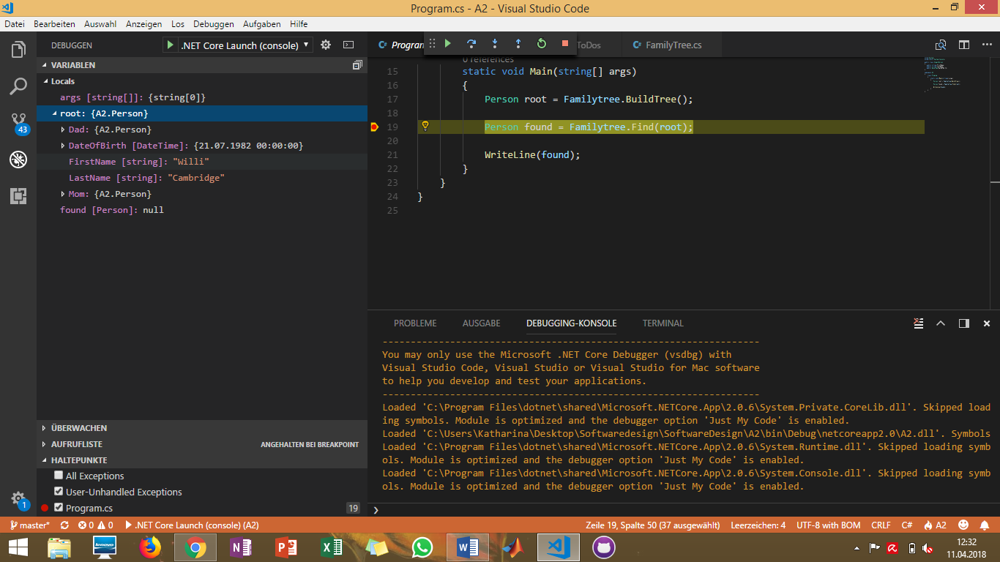 Program.cs - A2 - Visual Studio Code
Datei Bearbeiten Auswahl Anzeigen Los Debuggen Aufgaben Hilfe
DEBUGGEN
.NET Core Launch (console)
VARIABLEN
Locals
args [string[]]: {string[0]}
root: {A2.Person}
Dad: {A2.Person}
DateOfBirth [DateTime]: {21.07.1982 00:00:00}
FirstName [string]: "Willi"
LastName [string]: "Cambridge"
Mom: {A2.Person}
found [Person]: null
ÜBERWACHEN
AUFRUFLISTE ANGEHALTEN BEI BREAKPOINT
HALTEPUNKTE
All Exceptions
User-Unhandled Exceptions
Program.cs 19
43
1
C# Program ToDos C# FamilyTree.cs
0 references
15 static void Main(string[] args)
16 {
17 Person root = Familytree.BuildTree();
18
19 Person found = Familytree.Find(root);
20
21 WriteLine(found);
22 }
23 }
24 }
25
PROBLEME AUSGABE DEBUGGING-KONSOLE TERMINAL
-------------------------------------------------------------------
You may only use the Microsoft .NET Core Debugger (vsdbg) with
Visual Studio Code, Visual Studio or Visual Studio for Mac software
to help you develop and test your applications.
-------------------------------------------------------------------
Loaded 'C:\Program Files\dotnet\shared\Microsoft.NETCore.App\2.0.6\System.Private.CoreLib.dll'. Skipped load
ing symbols. Module is optimized and the debugger option 'Just My Code' is enabled.
Loaded 'C:\Users\Katharina\Desktop\Softwaredesign\SoftwareDesign\A2\bin\Debug\netcoreapp2.0\A2.dll'. Symbols
Loaded 'C:\Program Files\dotnet\shared\Microsoft.NETCore.App\2.0.6\System.Runtime.dll'. Skipped loading symb
ols. Module is optimized and the debugger option 'Just My Code' is enabled.
Loaded 'C:\Program Files\dotnet\shared\Microsoft.NETCore.App\2.0.6\System.Console.dll'. Skipped loading symb
ols. Module is optimized and the debugger option 'Just My Code' is enabled.
master* 0 0 .NET Core Launch (console) (A2) Zeile 19, Spalte 50 (37 ausgewählt) Leerzeichen: 4 UTF-8 with BOM CRLF C# A2
lenovo
12:32
11.04.2018